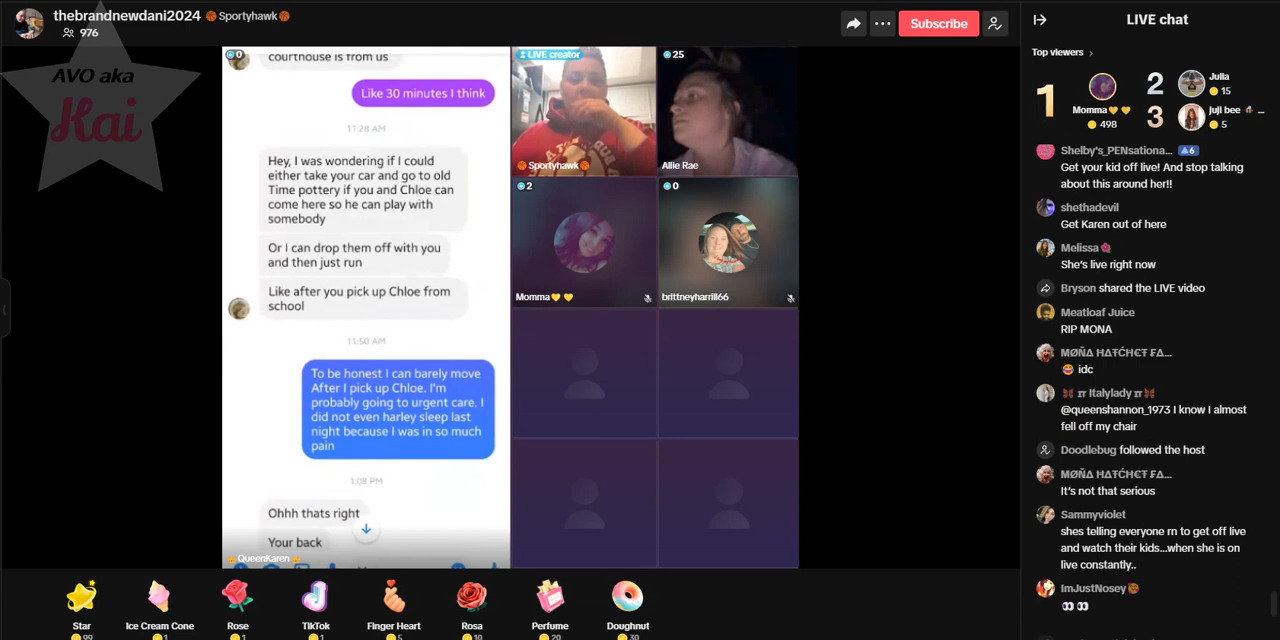 thebrandnewdani2024 🏀 Sportyhawk🏀
976
AVO aka
Kai
Subscribe
LIVE chat
0
courthouse is from us
Like 30 minutes I think
11:28 AM
Hey, I was wondering if I could
either take your car and go to old
Time pottery if you and Chloe can
come here so he can play with
somebody
Or I can drop them off with you
and then just run
Like after you pick up Chloe from
school
11:50 AM
To be honest I can barely move
After I pick up Chloe. I'm
probably going to urgent care. I
did not even harley sleep last
night because I was in so much
pain
1:08 PM
Ohhh thats right
Your back
QueenKaren
LIVE creator
🏀Sportyhawk🏀
25
Allie Rae
2
Momma💛 💛
0
brittneyharrill66
Star
99
Ice Cream Cone
1
Rose
1
TikTok
1
Finger Heart
5
Rosa
10
Perfume
20
Doughnut
30
Top viewers
1
Momma💛 💛
498
2
Julia
15
3
juji bee ...
5
Shelby's_PENsationa... 6
Get your kid off live! And stop talking
about this around her!!
shethadevil
Get Karen out of here
Melissa🌺
She's live right now
Bryson shared the LIVE video
Meatloaf Juice
RIP MONA
MØÑΔ HΔŦĆHЄŦ ₣Δ...
😂 idc
🦋 ꭵꭵ Italylady ꭵꭵ🦋
@queenshannon_1973 I know I almost
fell off my chair
Doodlebug followed the host
MØÑΔ HΔŦĆHЄŦ ₣Δ...
It's not that serious
Sammyviolet
shes telling everyone rn to get off live
and watch their kids...when she is on
live constantly..
ImJustNosey
👀 👀